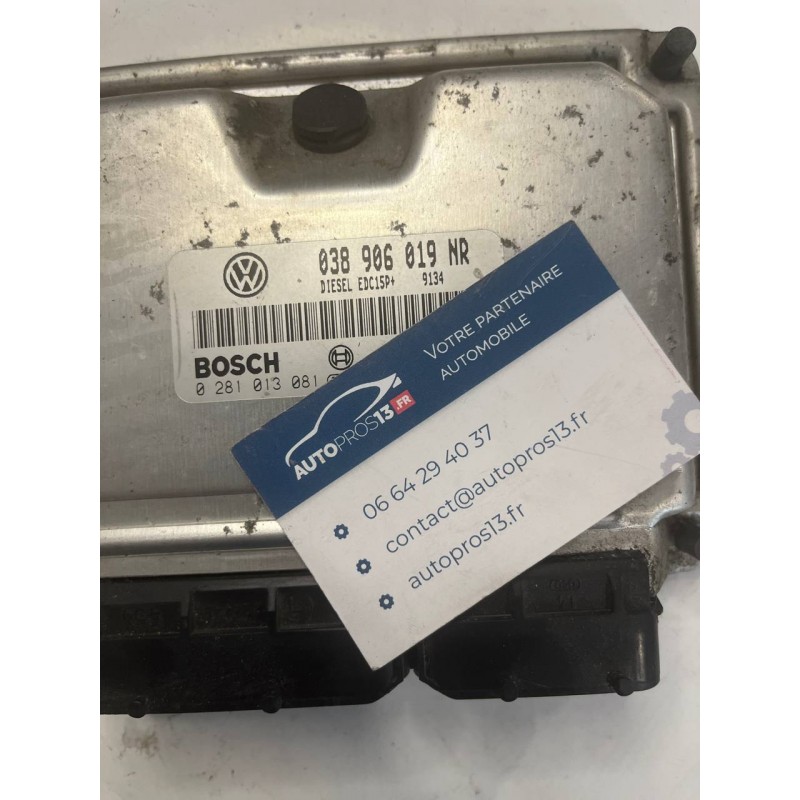 038 906 019 NR
DIESEL EDC15P+ 9134
BOSCH
0 281 013 081
VOTRE PARTENAIRE
AUTOMOBILE
AUTOPROS13.FR
06 64 29 40 37
contact@autopros13.fr
autopros13.fr